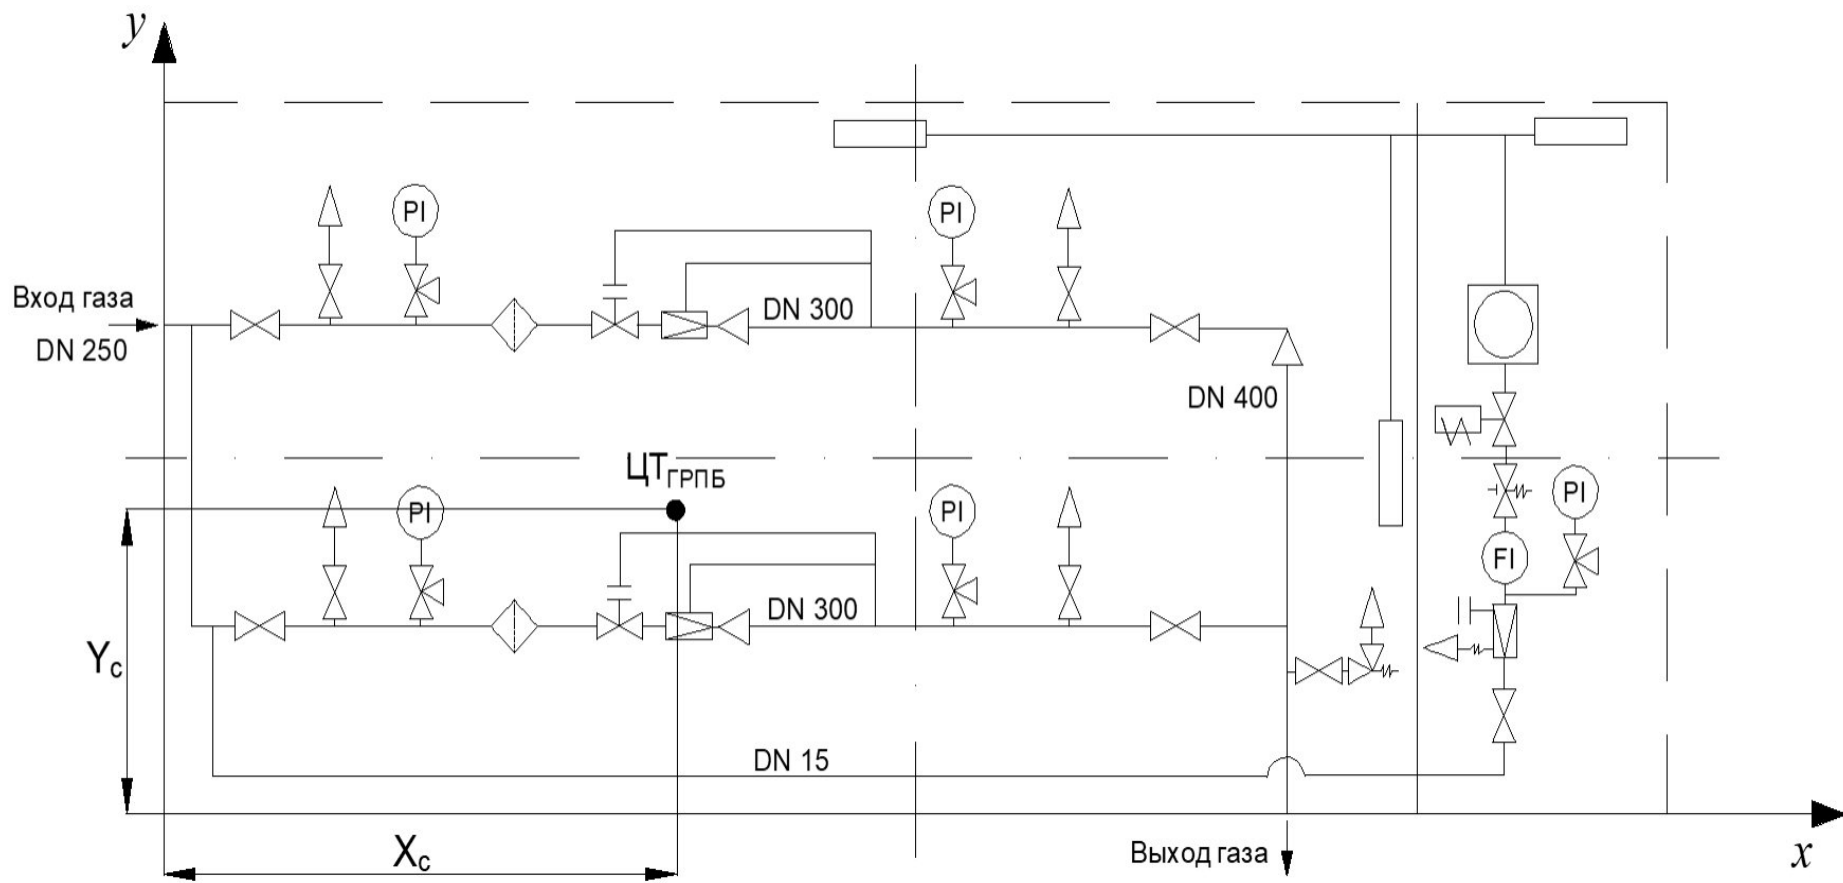 y
PI
PI
Вход газа
DN 250
DN 300
DN 400
ЦТГРПБ
PI
PI
PI
FI
DN 300
Yc
DN 15
Xc
Выход газа
x